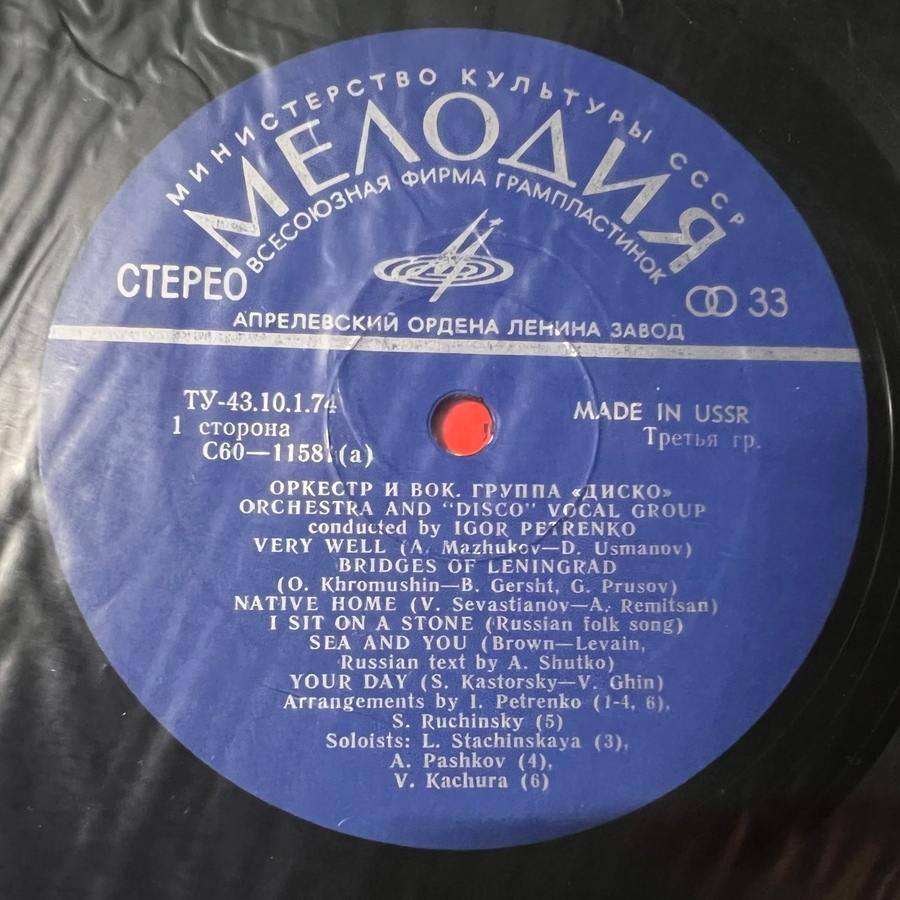 МИНИСТЕРСТВО КУЛЬТУРЫ СССР
МЕЛОДИЯ
ВСЕСОЮЗНАЯ ФИРМА ГРАМПЛАСТИНОК
СТЕРЕО
33
АПРЕЛЕВСКИЙ ОРДЕНА ЛЕНИНА ЗАВОД
ТУ-43.10.1.74
MADE IN USSR
1 сторона
Третья гр.
С60—11581(а)
ОРКЕСТР И ВОК. ГРУППА «ДИСКО»
ORCHESTRA AND "DISCO" VOCAL GROUP
conducted by IGOR PETRENKO
VERY WELL (A. Mazhukov—D. Usmanov)
BRIDGES OF LENINGRAD
(O. Khromushin—B. Gersht, G. Prusov)
NATIVE HOME (V. Sevastianov—A. Remitsan)
I SIT ON A STONE (Russian folk song)
SEA AND YOU (Brown—Levain,
Russian text by A. Shutko)
YOUR DAY (S. Kastorsky—V. Ghin)
Arrangements by I. Petrenko (1-4, 6),
S. Ruchinsky (5)
Soloists: L. Stachinskaya (3),
A. Pashkov (4),
V. Kachura (6)